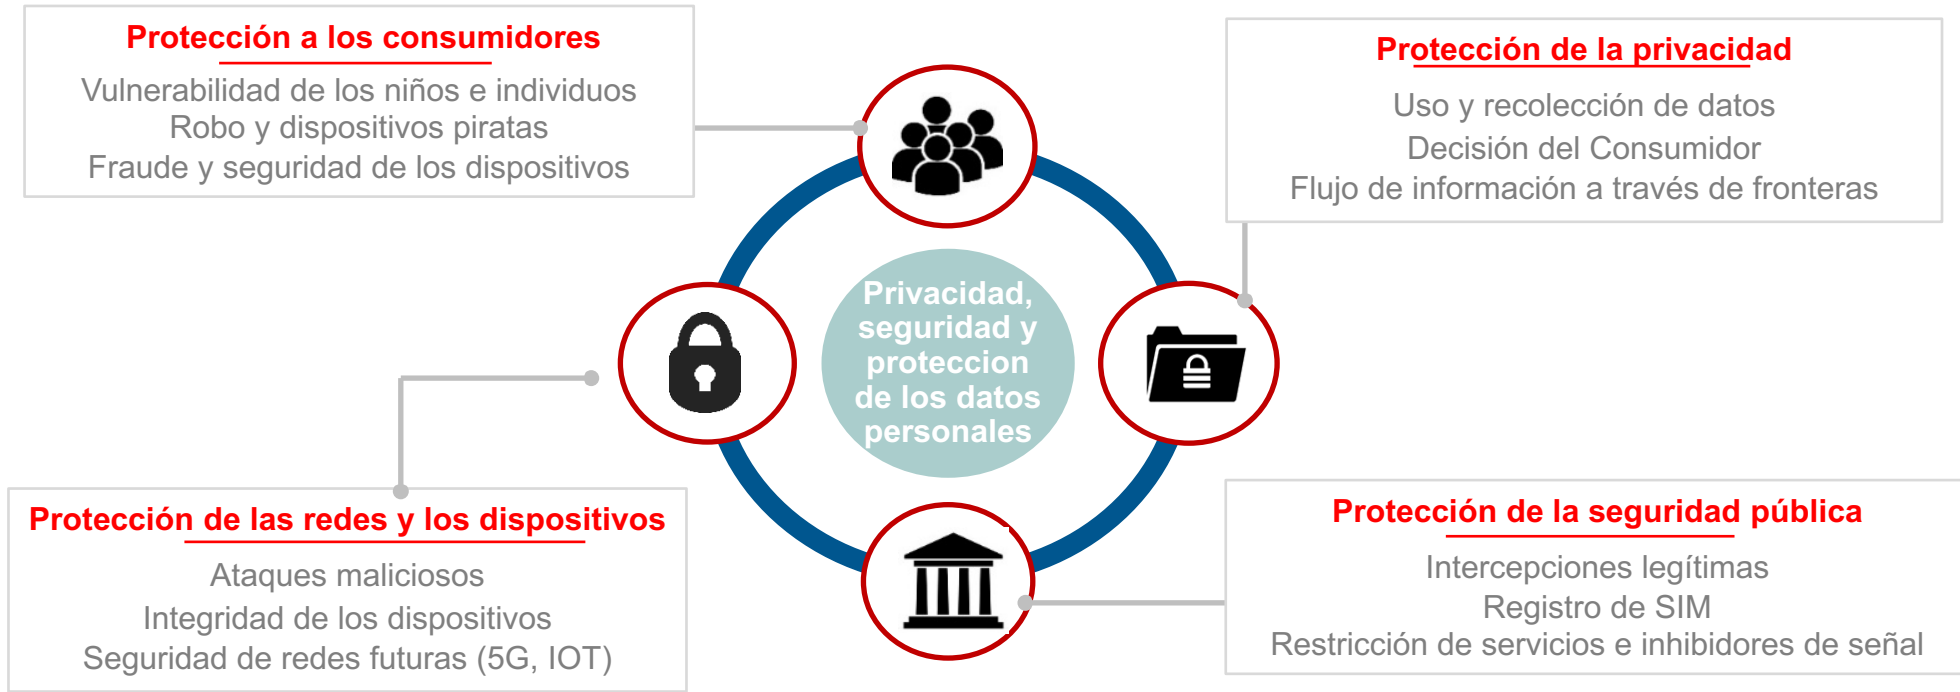 Protección a los consumidores
Vulnerabilidad de los niños e individuos
Robo y dispositivos piratas
Fraude y seguridad de los dispositivos
Protección de la privacidad
Uso y recolección de datos
Decisión del Consumidor
Flujo de información a través de fronteras
Privacidad,
seguridad y
proteccion
de los datos
personales
Protección de las redes y los dispositivos
Ataques maliciosos
Integridad de los dispositivos
Seguridad de redes futuras (5G, IOT)
Protección de la seguridad pública
Intercepciones legítimas
Registro de SIM
Restricción de servicios e inhibidores de señal